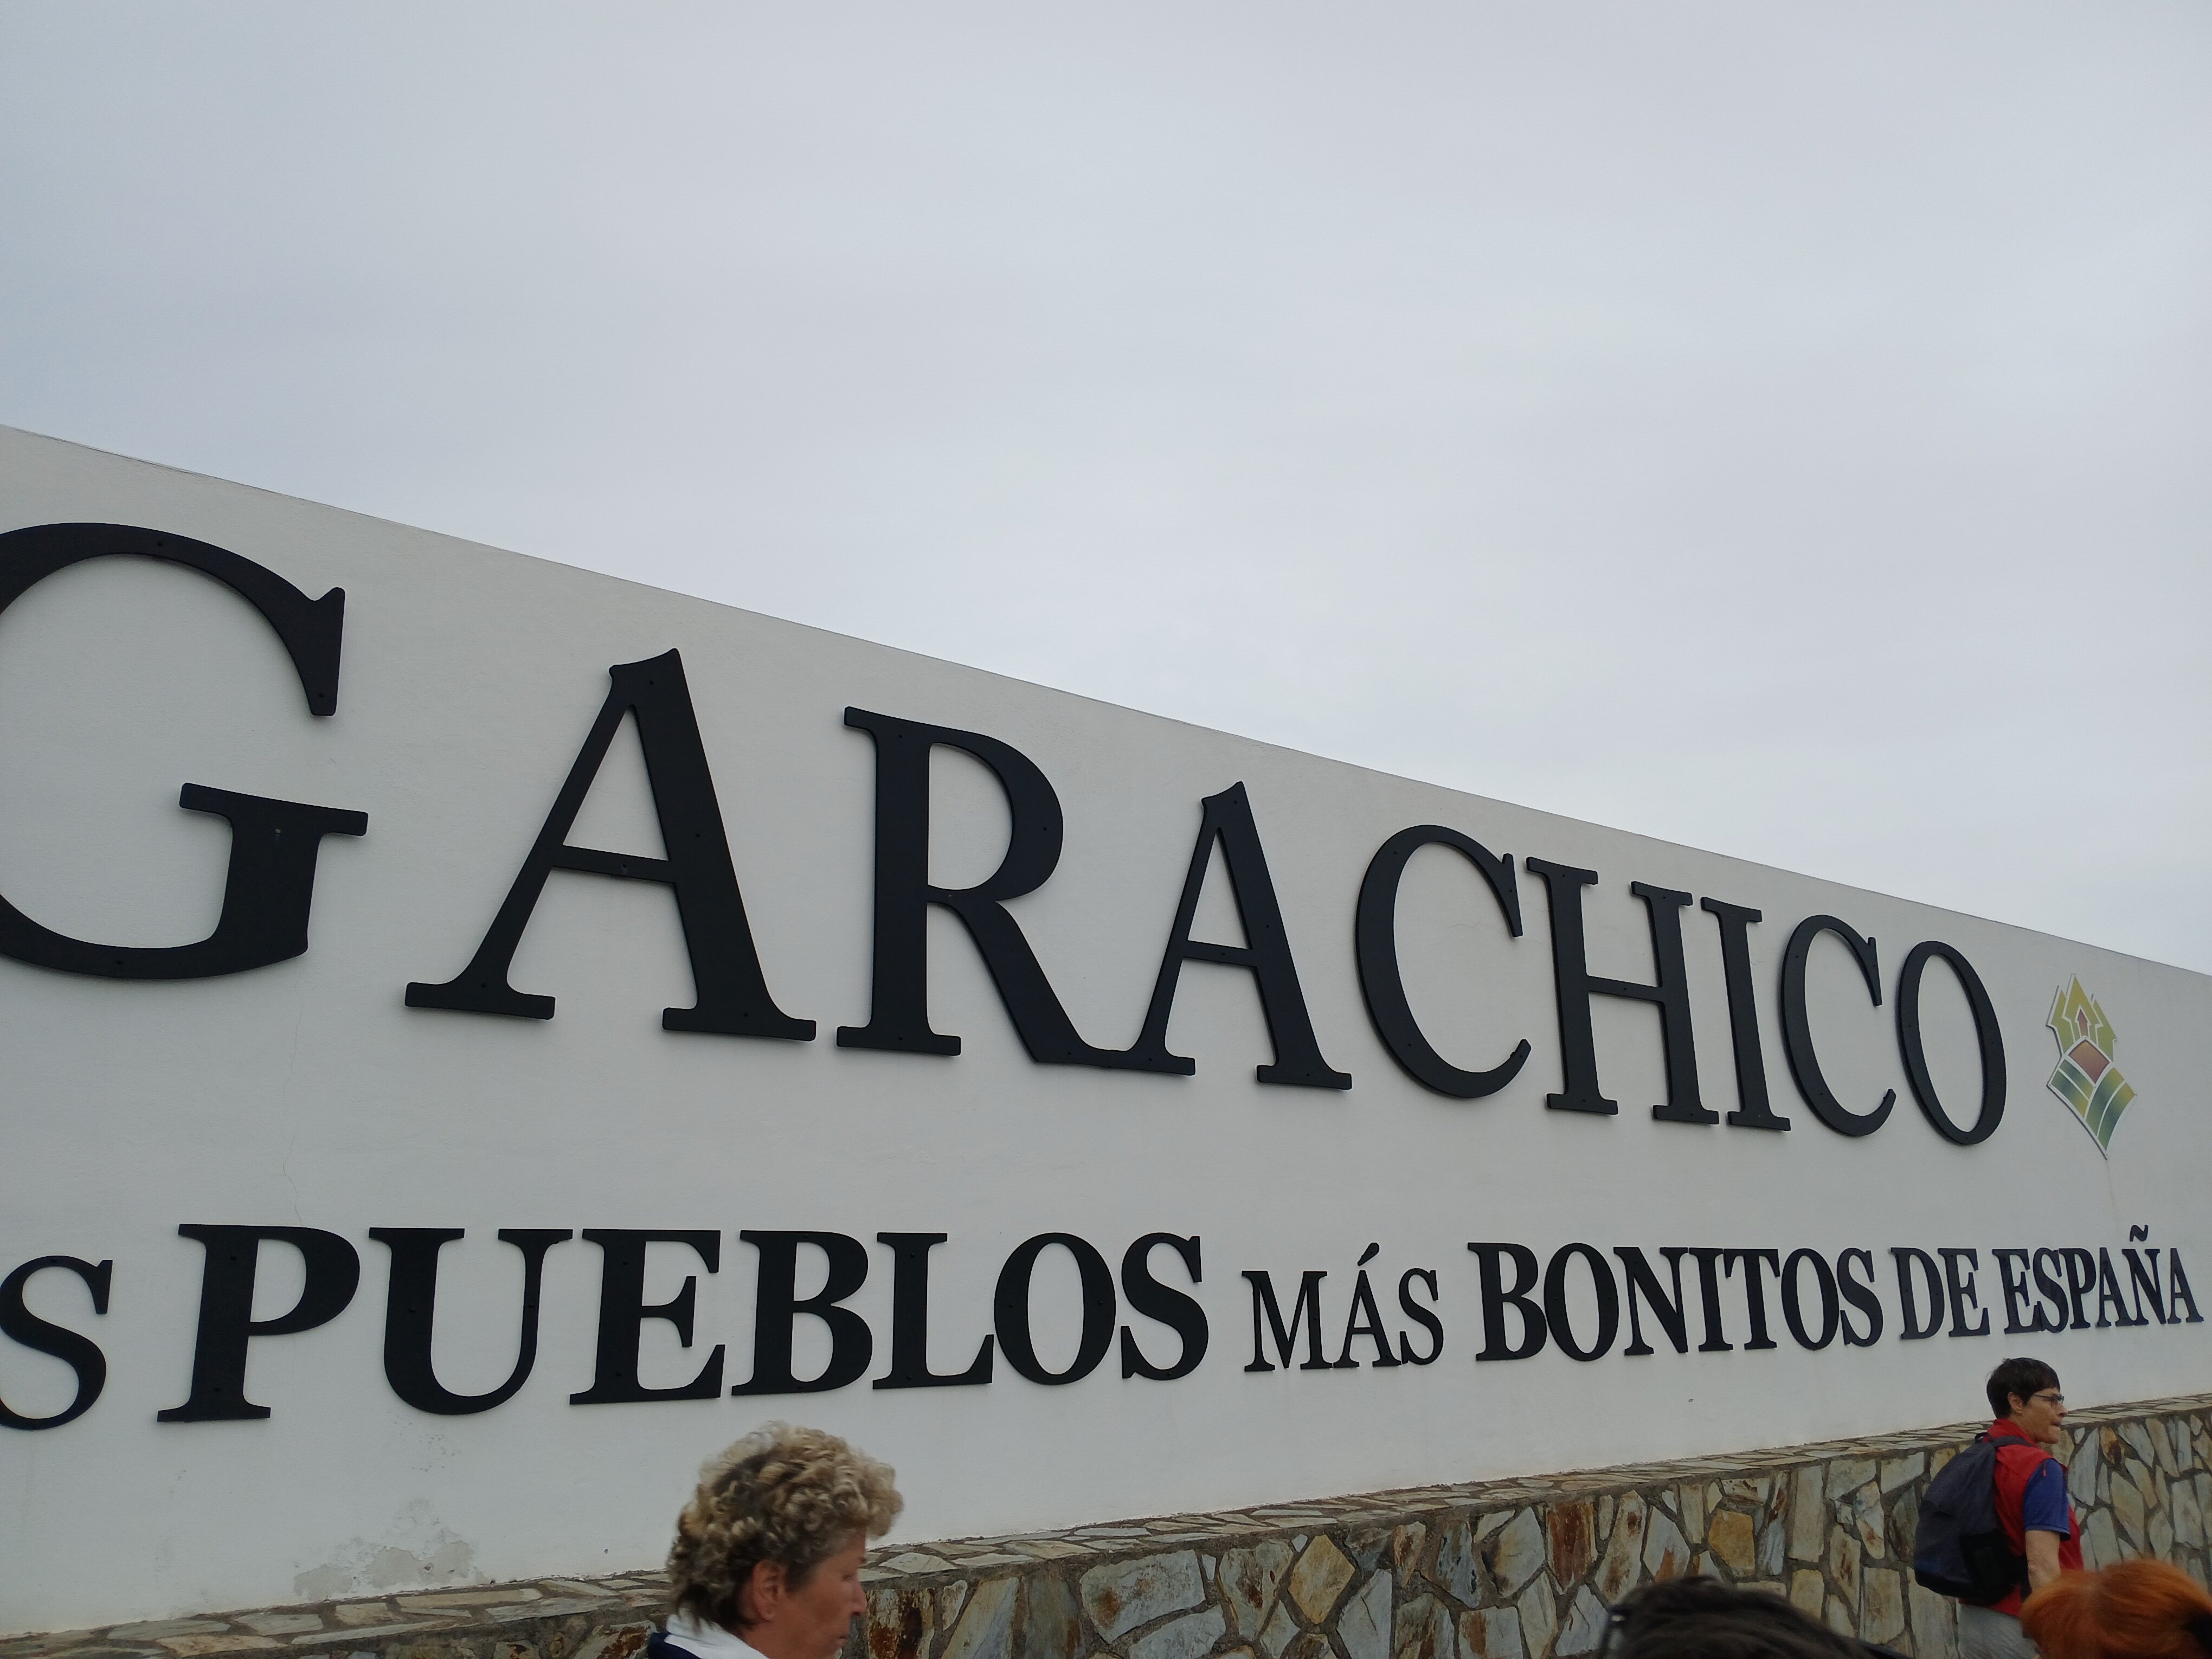 GARACHICO
S PUEBLOS MÁS BONITOS DE ESPAÑA